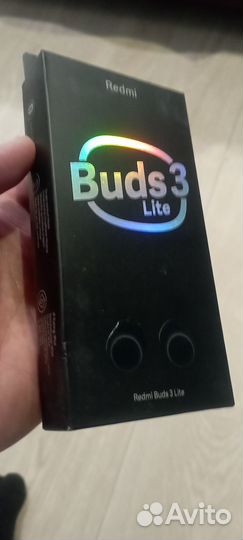 Redmi
Buds 3
Lite
Redmi Buds 3 Lite
Avito